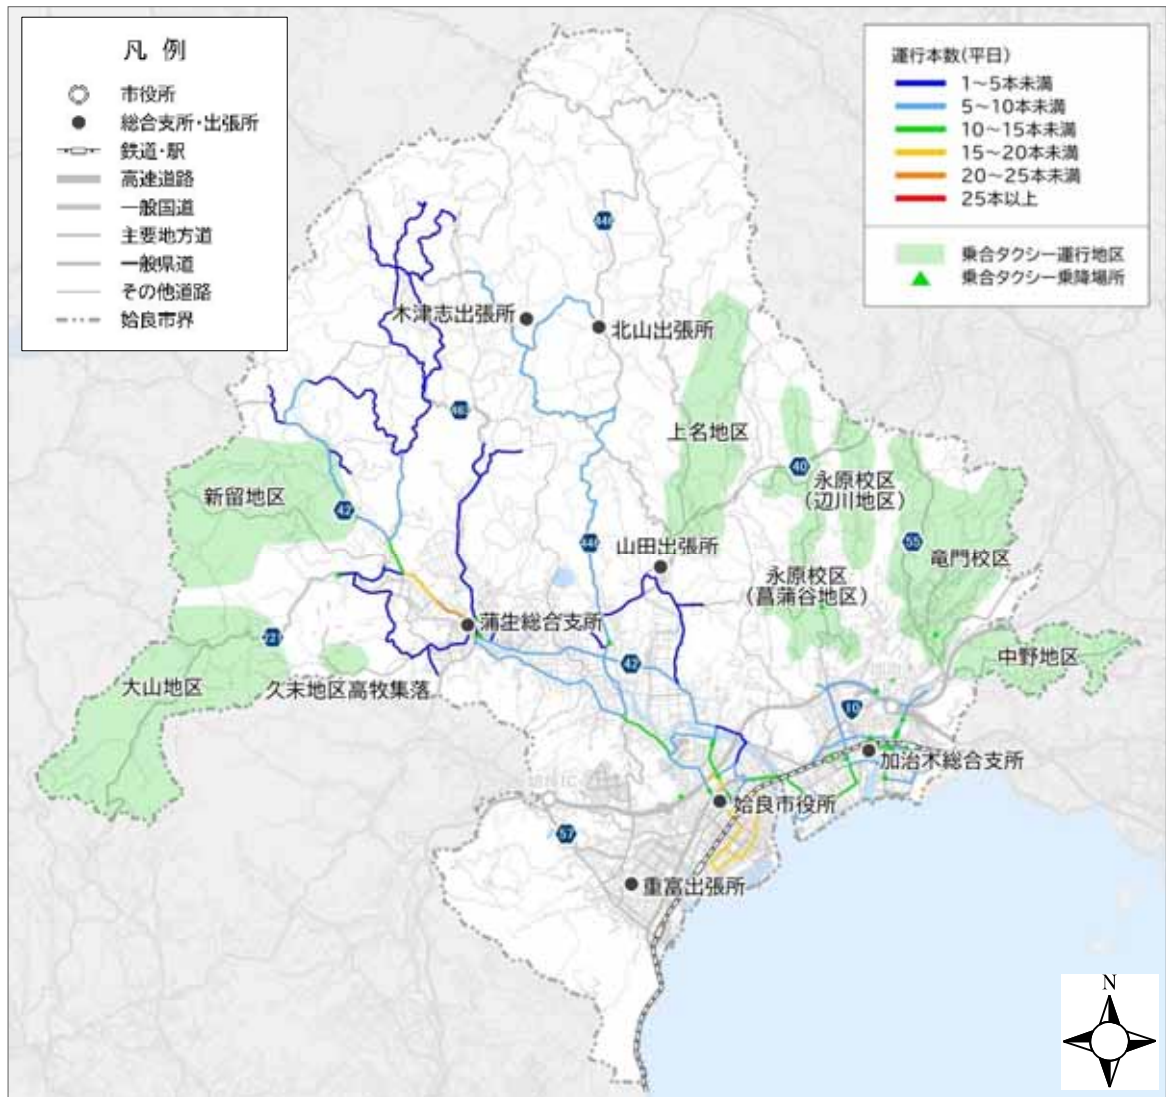 凡 例
市役所
総合支所・出張所
鉄道・駅
高速道路
一般国道
主要地方道
一般県道
その他道路
姶良市界
運行本数(平日)
1～5本未満
5～10本未満
10～15本未満
15～20本未満
20～25本未満
25本以上
乗合タクシー運行地区
乗合タクシー乗降場所
446
木津志出張所
北山出張所
463
上名地区
40
永原校区
(辺川地区)
新留地区
42
446
55
山田出張所
竜門校区
永原校区
(菖蒲谷地区)
蒲生総合支所
42
中野地区
大山地区
久末地区高牧集落
10
加治木総合支所
姶良市役所
57
重富出張所
N